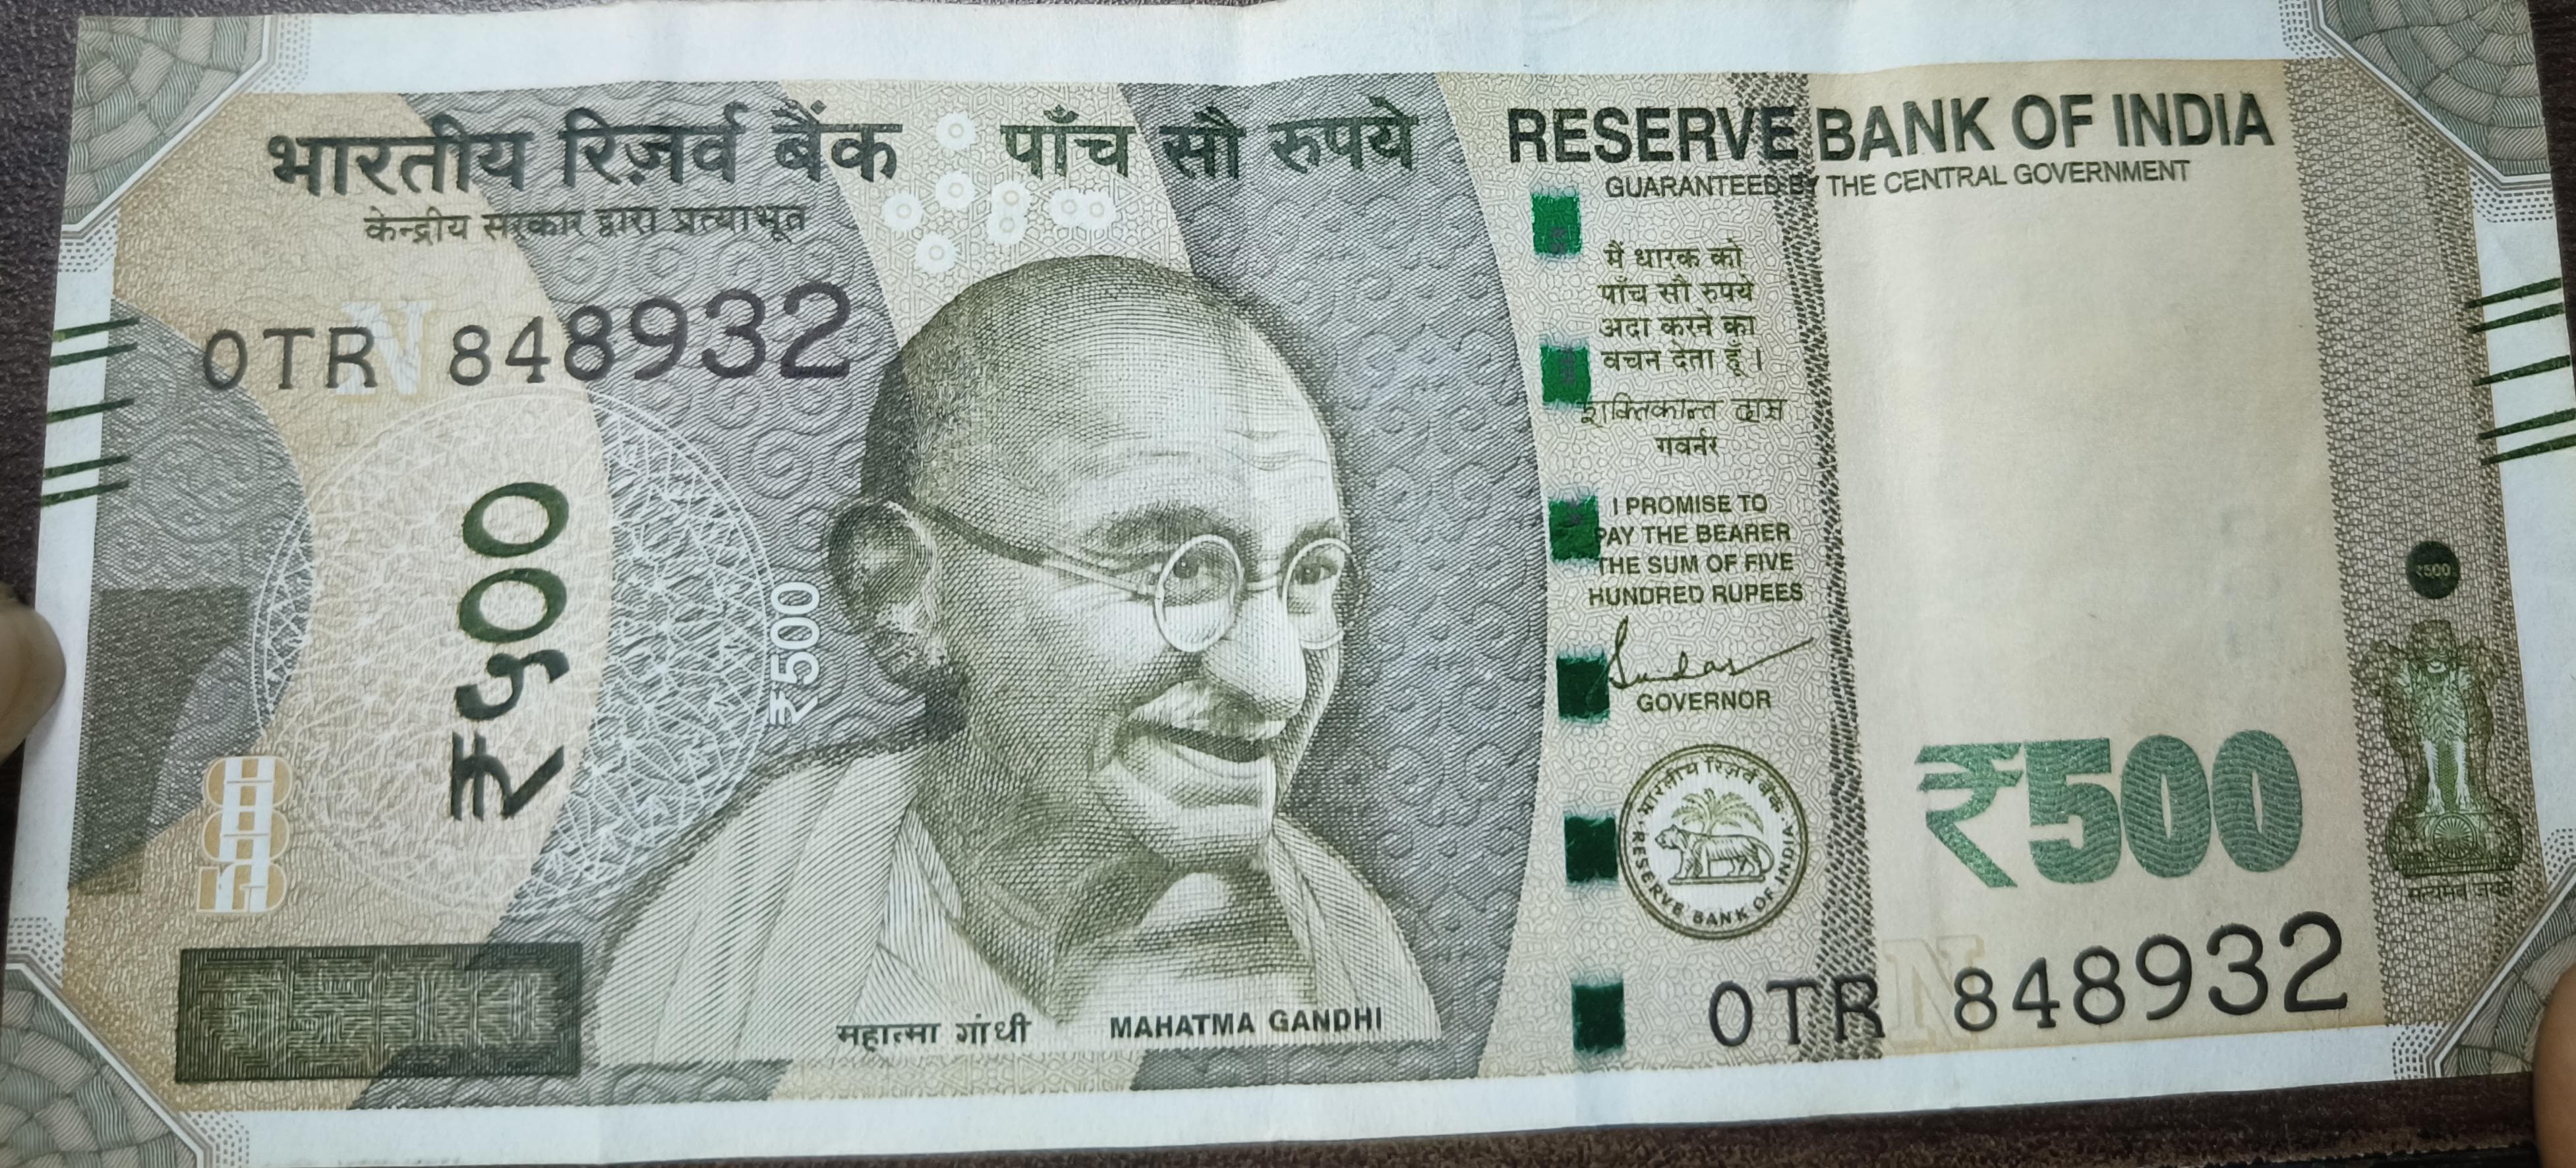 भारतीय रिज़र्व बैंक
केन्द्रीय सरकार द्वारा प्रत्याभूत
पाँच सौ रुपये
RESERVE BANK OF INDIA
GUARANTEED BY THE CENTRAL GOVERNMENT
N
0TR 848932
₹५००
₹500
मैं धारक को
पाँच सौ रुपये
अदा करने का
वचन देता हूँ ।
शक्तिकान्त दास
गवर्नर
I PROMISE TO
PAY THE BEARER
THE SUM OF FIVE
HUNDRED RUPEES
GOVERNOR
भारतीय रिज़र्व बैंक
RESERVE BANK OF INDIA
₹500
₹500
सत्यमेव जयते
N
0TR 848932
महात्मा गांधी
MAHATMA GANDHI